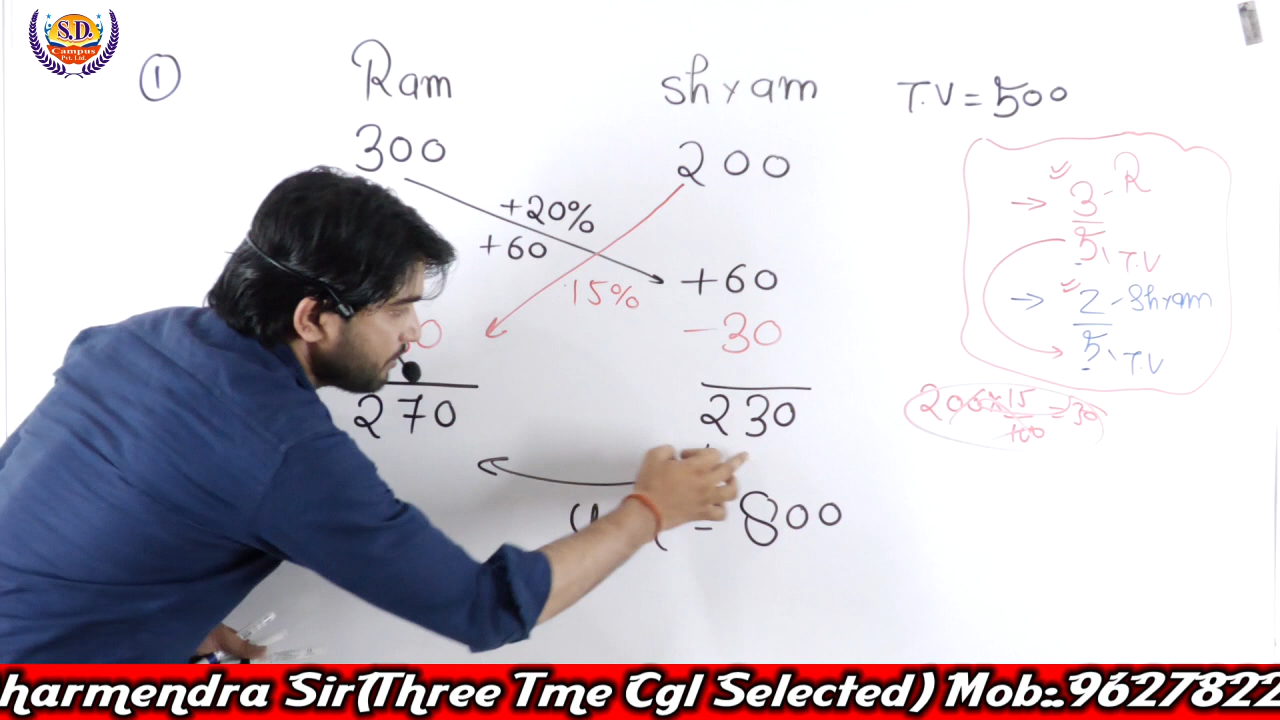 S.D.
Campus
Pvt. Ltd.
① Ram Shyam T.V = 500
300 200
+20%
+60
15%
+60
-30
0
270 230
= 800
→ 3 - R
5, T.V
→ 2 - Shyam
5, T.V
200 × 15 = 30
100
harmendra Sir(Three Tme Cgl Selected) Mob:.9627822